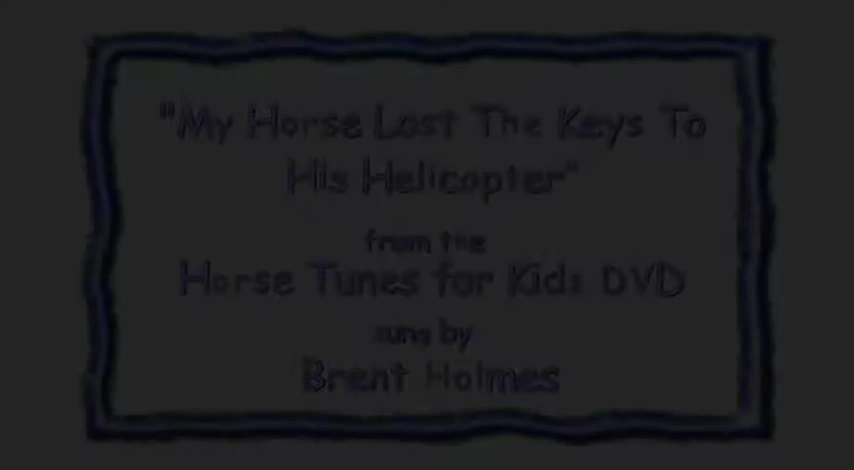 "My Horse Lost The Keys To
His Helicopter"
from the
Horse Tunes for Kids DVD
sung by
Brent Holmes